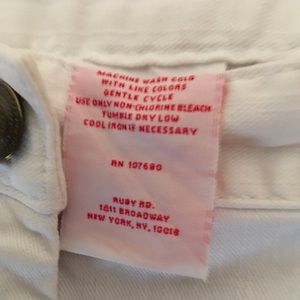 MACHINE WASH COLD
WITH LIKE COLORS
GENTLE CYCLE
USE ONLY NON-CHLORINE BLEACH
TUMBLE DRY LOW
COOL IRON IF NECESSARY
RN 107690
RUBY RD.
1411 BROADWAY
NEW YORK, NY. 10018